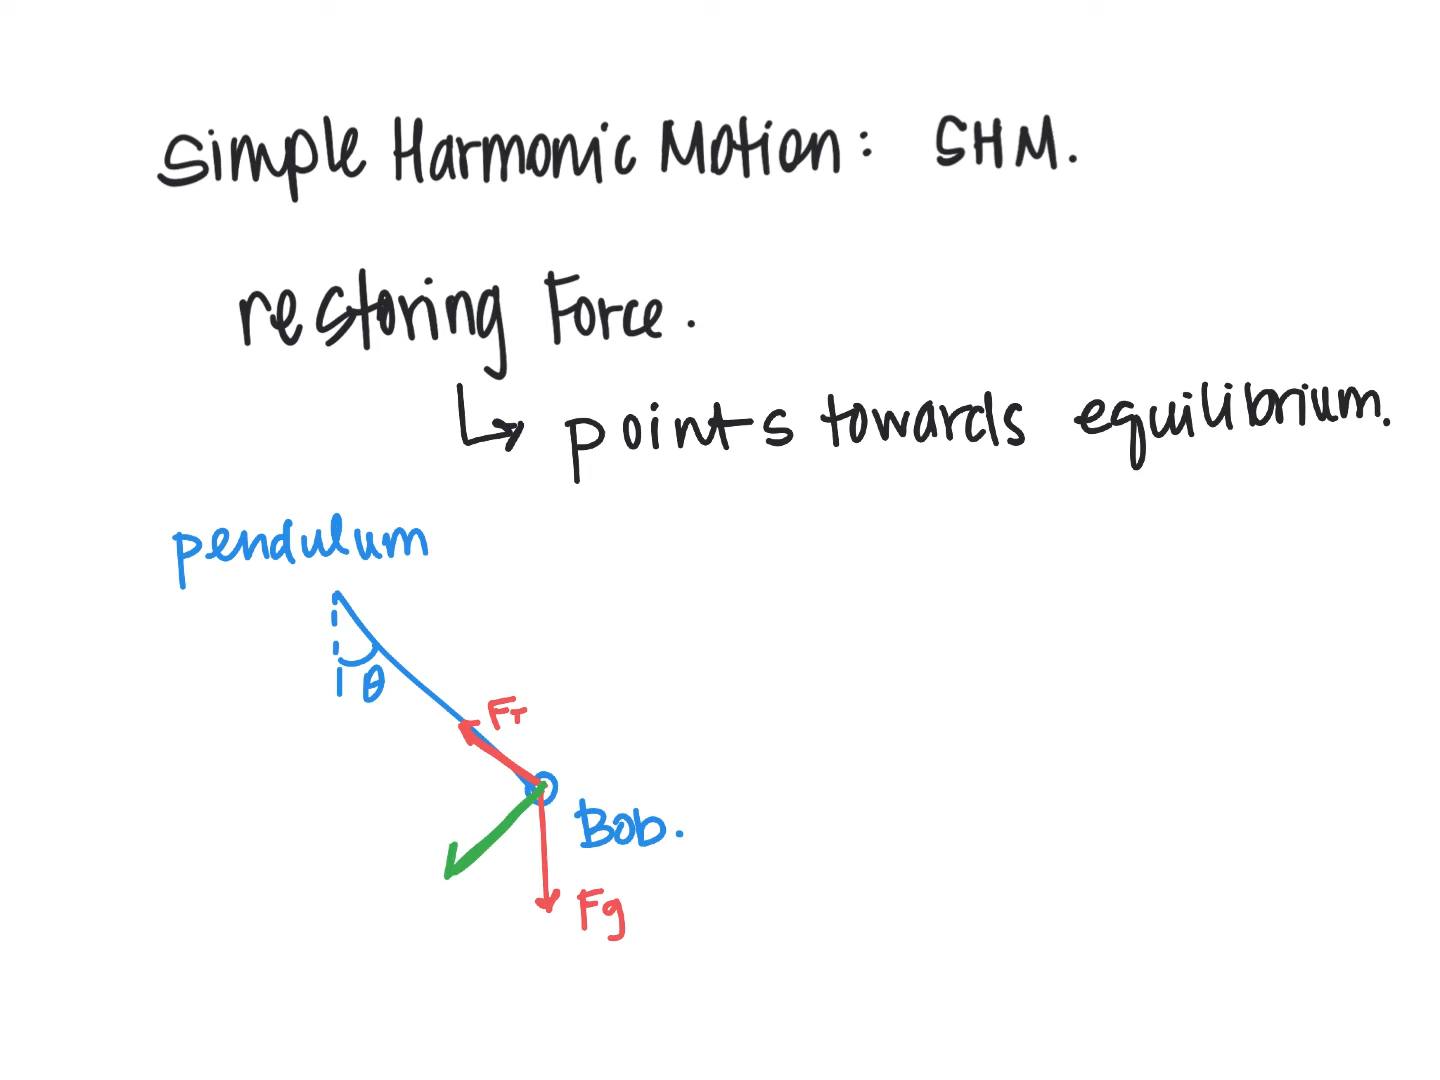 Simple Harmonic Motion: SHM.
restoring Force.
↳ points towards equilibrium.
pendulum
θ
FT
Bob.
Fg